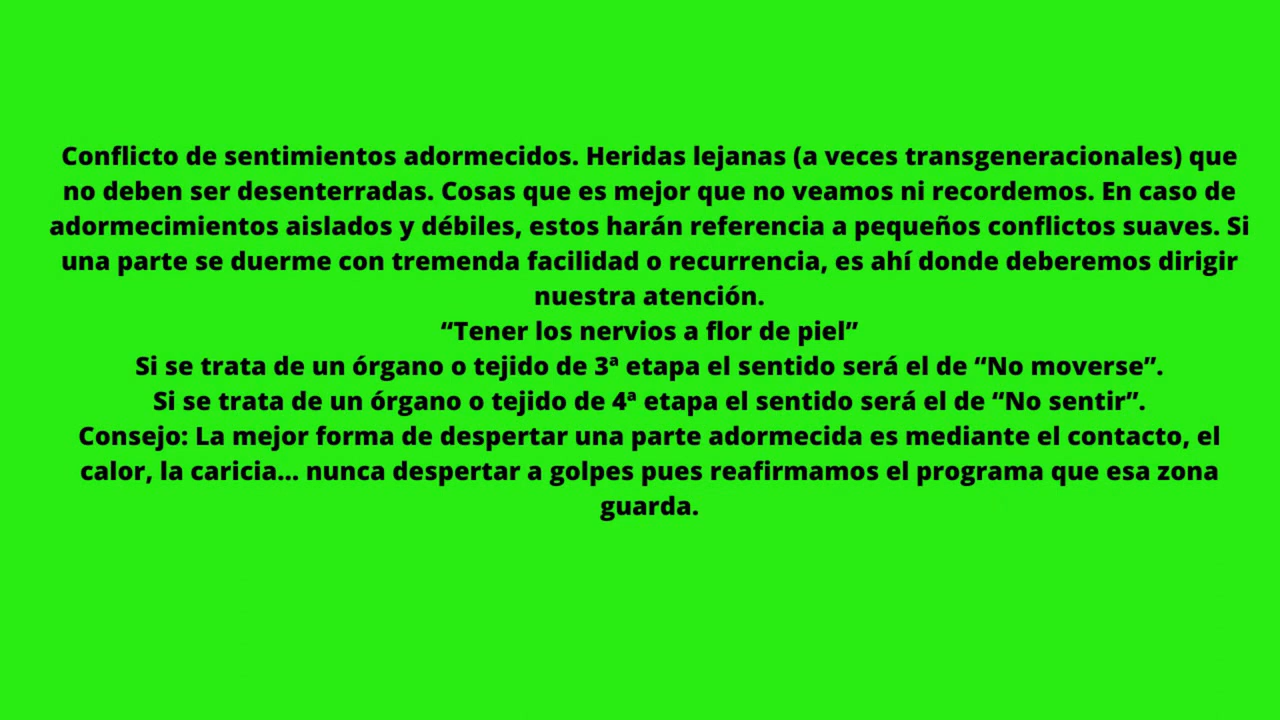 Conflicto de sentimientos adormecidos. Heridas lejanas (a veces transgeneracionales) que
no deben ser desenterradas. Cosas que es mejor que no veamos ni recordemos. En caso de
adormecimientos aislados y débiles, estos harán referencia a pequeños conflictos suaves. Si
una parte se duerme con tremenda facilidad o recurrencia, es ahí donde deberemos dirigir
nuestra atención.
“Tener los nervios a flor de piel”
Si se trata de un órgano o tejido de 3ª etapa el sentido será el de “No moverse”.
Si se trata de un órgano o tejido de 4ª etapa el sentido será el de “No sentir”.
Consejo: La mejor forma de despertar una parte adormecida es mediante el contacto, el
calor, la caricia... nunca despertar a golpes pues reafirmamos el programa que esa zona
guarda.